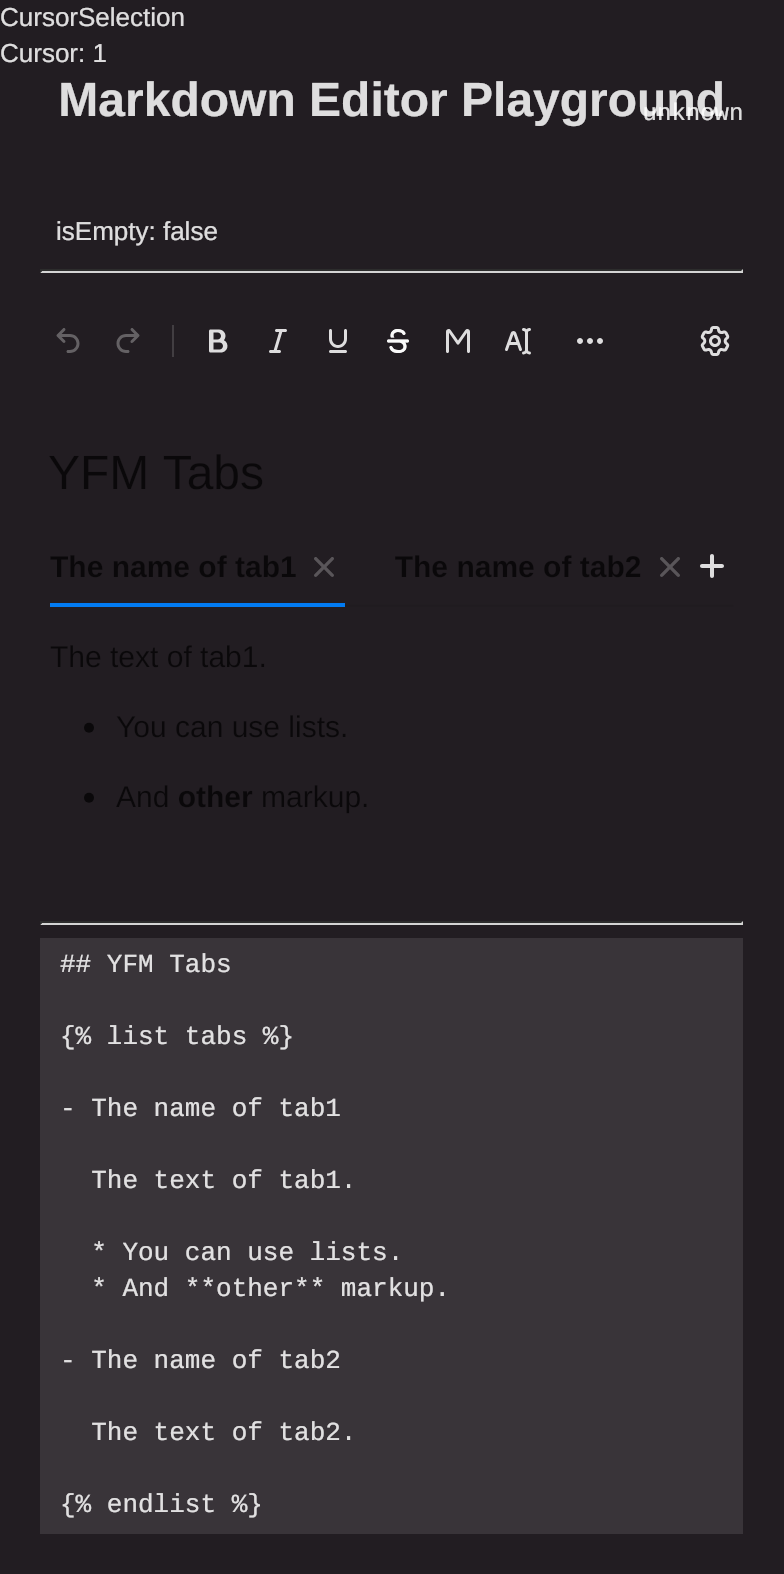 CursorSelection
Cursor: 1
Markdown Editor Playground
unknown
isEmpty: false
B I U S M A
YFM Tabs
The name of tab1 The name of tab2
The text of tab1.
• You can use lists.
• And other markup.
## YFM Tabs
{% list tabs %}
- The name of tab1
The text of tab1.
* You can use lists.
* And **other** markup.
- The name of tab2
The text of tab2.
{% endlist %}